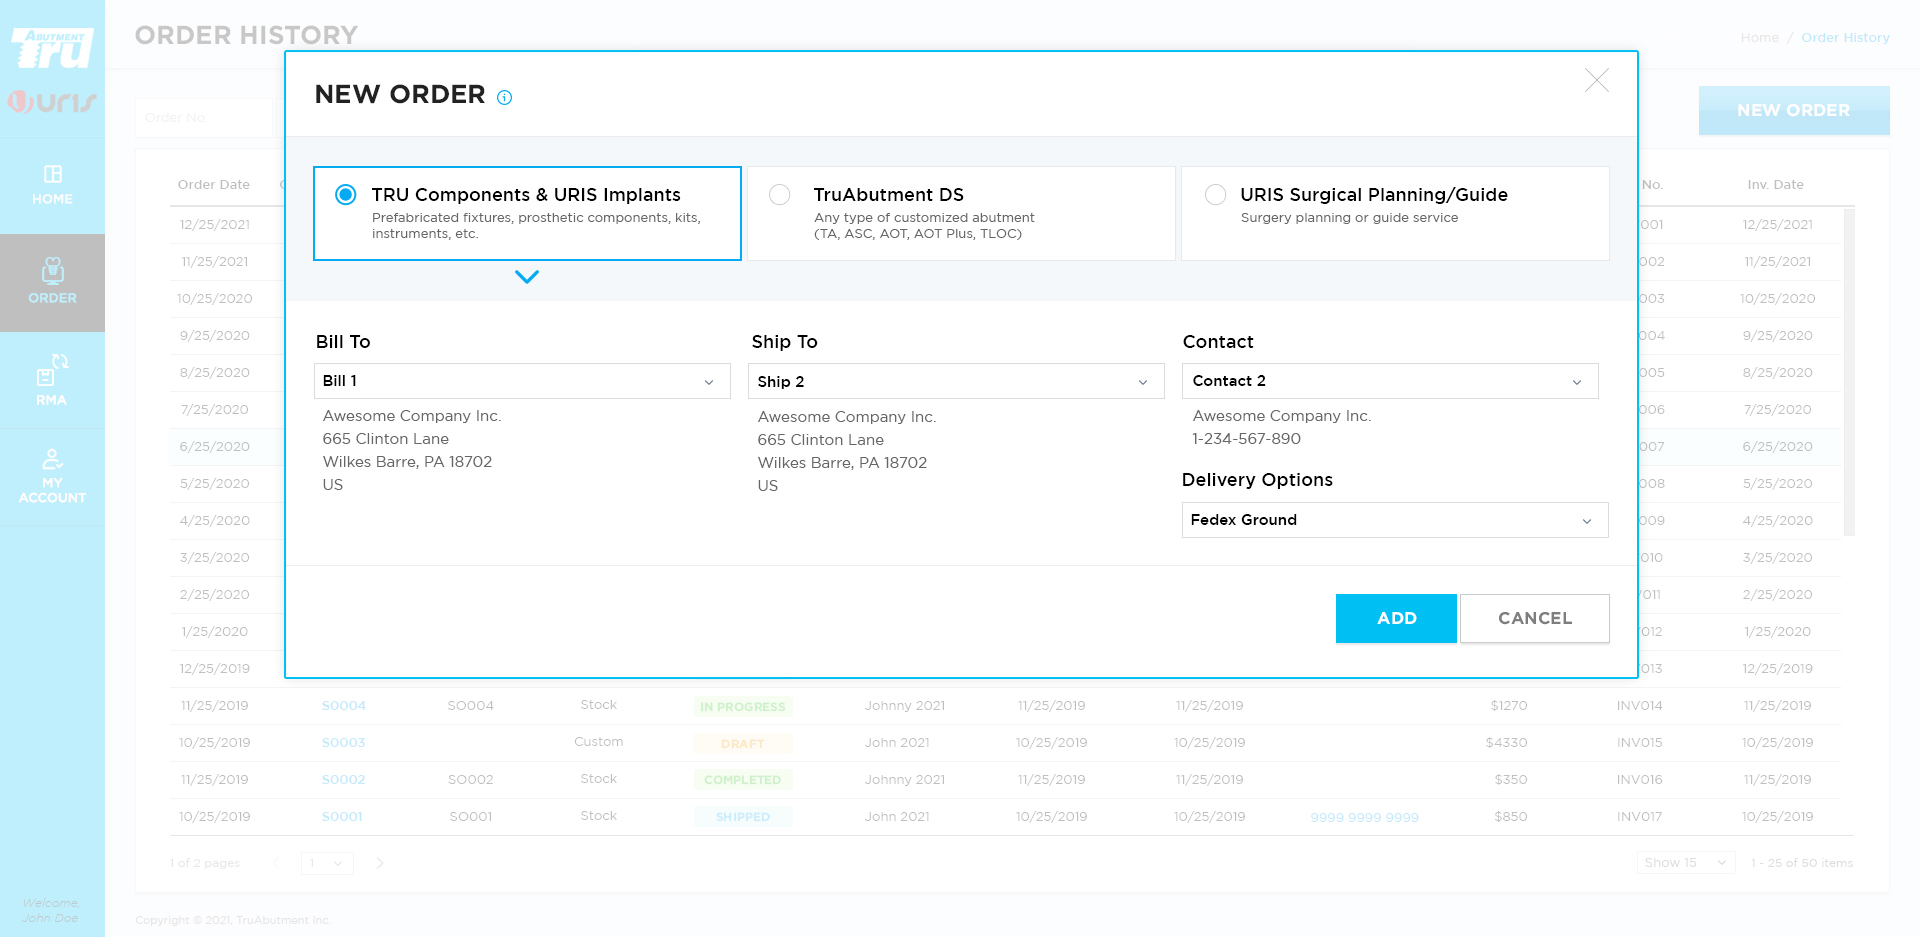 ABUTMENT
Tru
URIS
HOME
ORDER
RMA
MY
ACCOUNT
Welcome,
John Doe
ORDER HISTORY
Home / Order History
Order No.
NEW ORDER
NEW ORDER
TRU Components & URIS Implants
Prefabricated fixtures, prosthetic components, kits,
instruments, etc.
TruAbutment DS
Any type of customized abutment
(TA, ASC, AOT, AOT Plus, TLOC)
URIS Surgical Planning/Guide
Surgery planning or guide service
Bill To
Bill 1
Awesome Company Inc.
665 Clinton Lane
Wilkes Barre, PA 18702
US
Ship To
Ship 2
Awesome Company Inc.
665 Clinton Lane
Wilkes Barre, PA 18702
US
Contact
Contact 2
Awesome Company Inc.
1-234-567-890
Delivery Options
Fedex Ground
ADD CANCEL
Order Date No. Inv. Date
12/25/2021 001 12/25/2021
11/25/2021 002 11/25/2021
10/25/2020 003 10/25/2020
9/25/2020 004 9/25/2020
8/25/2020 005 8/25/2020
7/25/2020 006 7/25/2020
6/25/2020 007 6/25/2020
5/25/2020 008 5/25/2020
4/25/2020 009 4/25/2020
3/25/2020 010 3/25/2020
2/25/2020 011 2/25/2020
1/25/2020 012 1/25/2020
12/25/2019 013 12/25/2019
11/25/2019 S0004 SO004 Stock IN PROGRESS Johnny 2021 11/25/2019 11/25/2019 $1270 INV014 11/25/2019
10/25/2019 S0003 Custom DRAFT John 2021 10/25/2019 10/25/2019 $4330 INV015 10/25/2019
11/25/2019 S0002 SO002 Stock COMPLETED Johnny 2021 11/25/2019 11/25/2019 $350 INV016 11/25/2019
10/25/2019 S0001 SO001 Stock SHIPPED John 2021 10/25/2019 10/25/2019 9999 9999 9999 $850 INV017 10/25/2019
1 of 2 pages 1 Show 15 1 - 25 of 50 items
Copyright © 2021, TruAbutment Inc.